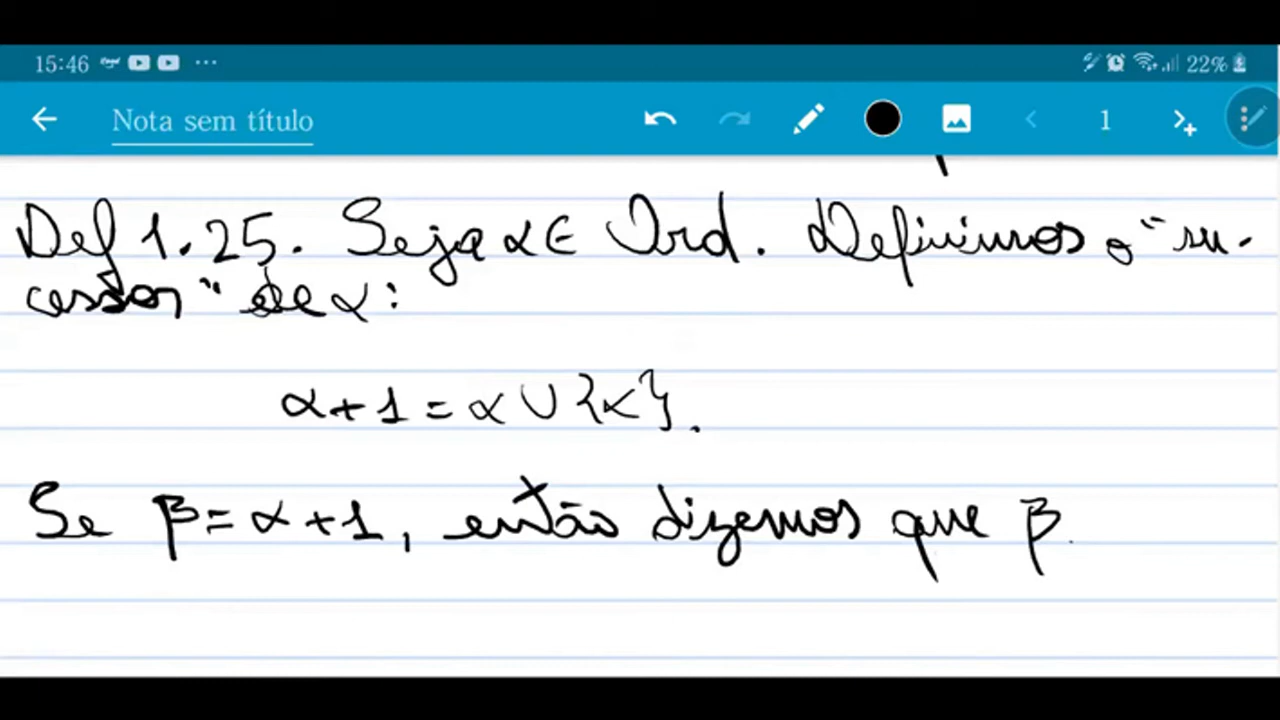 15:46 ... 22%
Nota sem título 1
Def 1.25. Seja α ∈ Ord. Definimos o "su-
cessor" de α:
α+1 = α ∪ {α}.
Se β = α+1, então dizemos que β